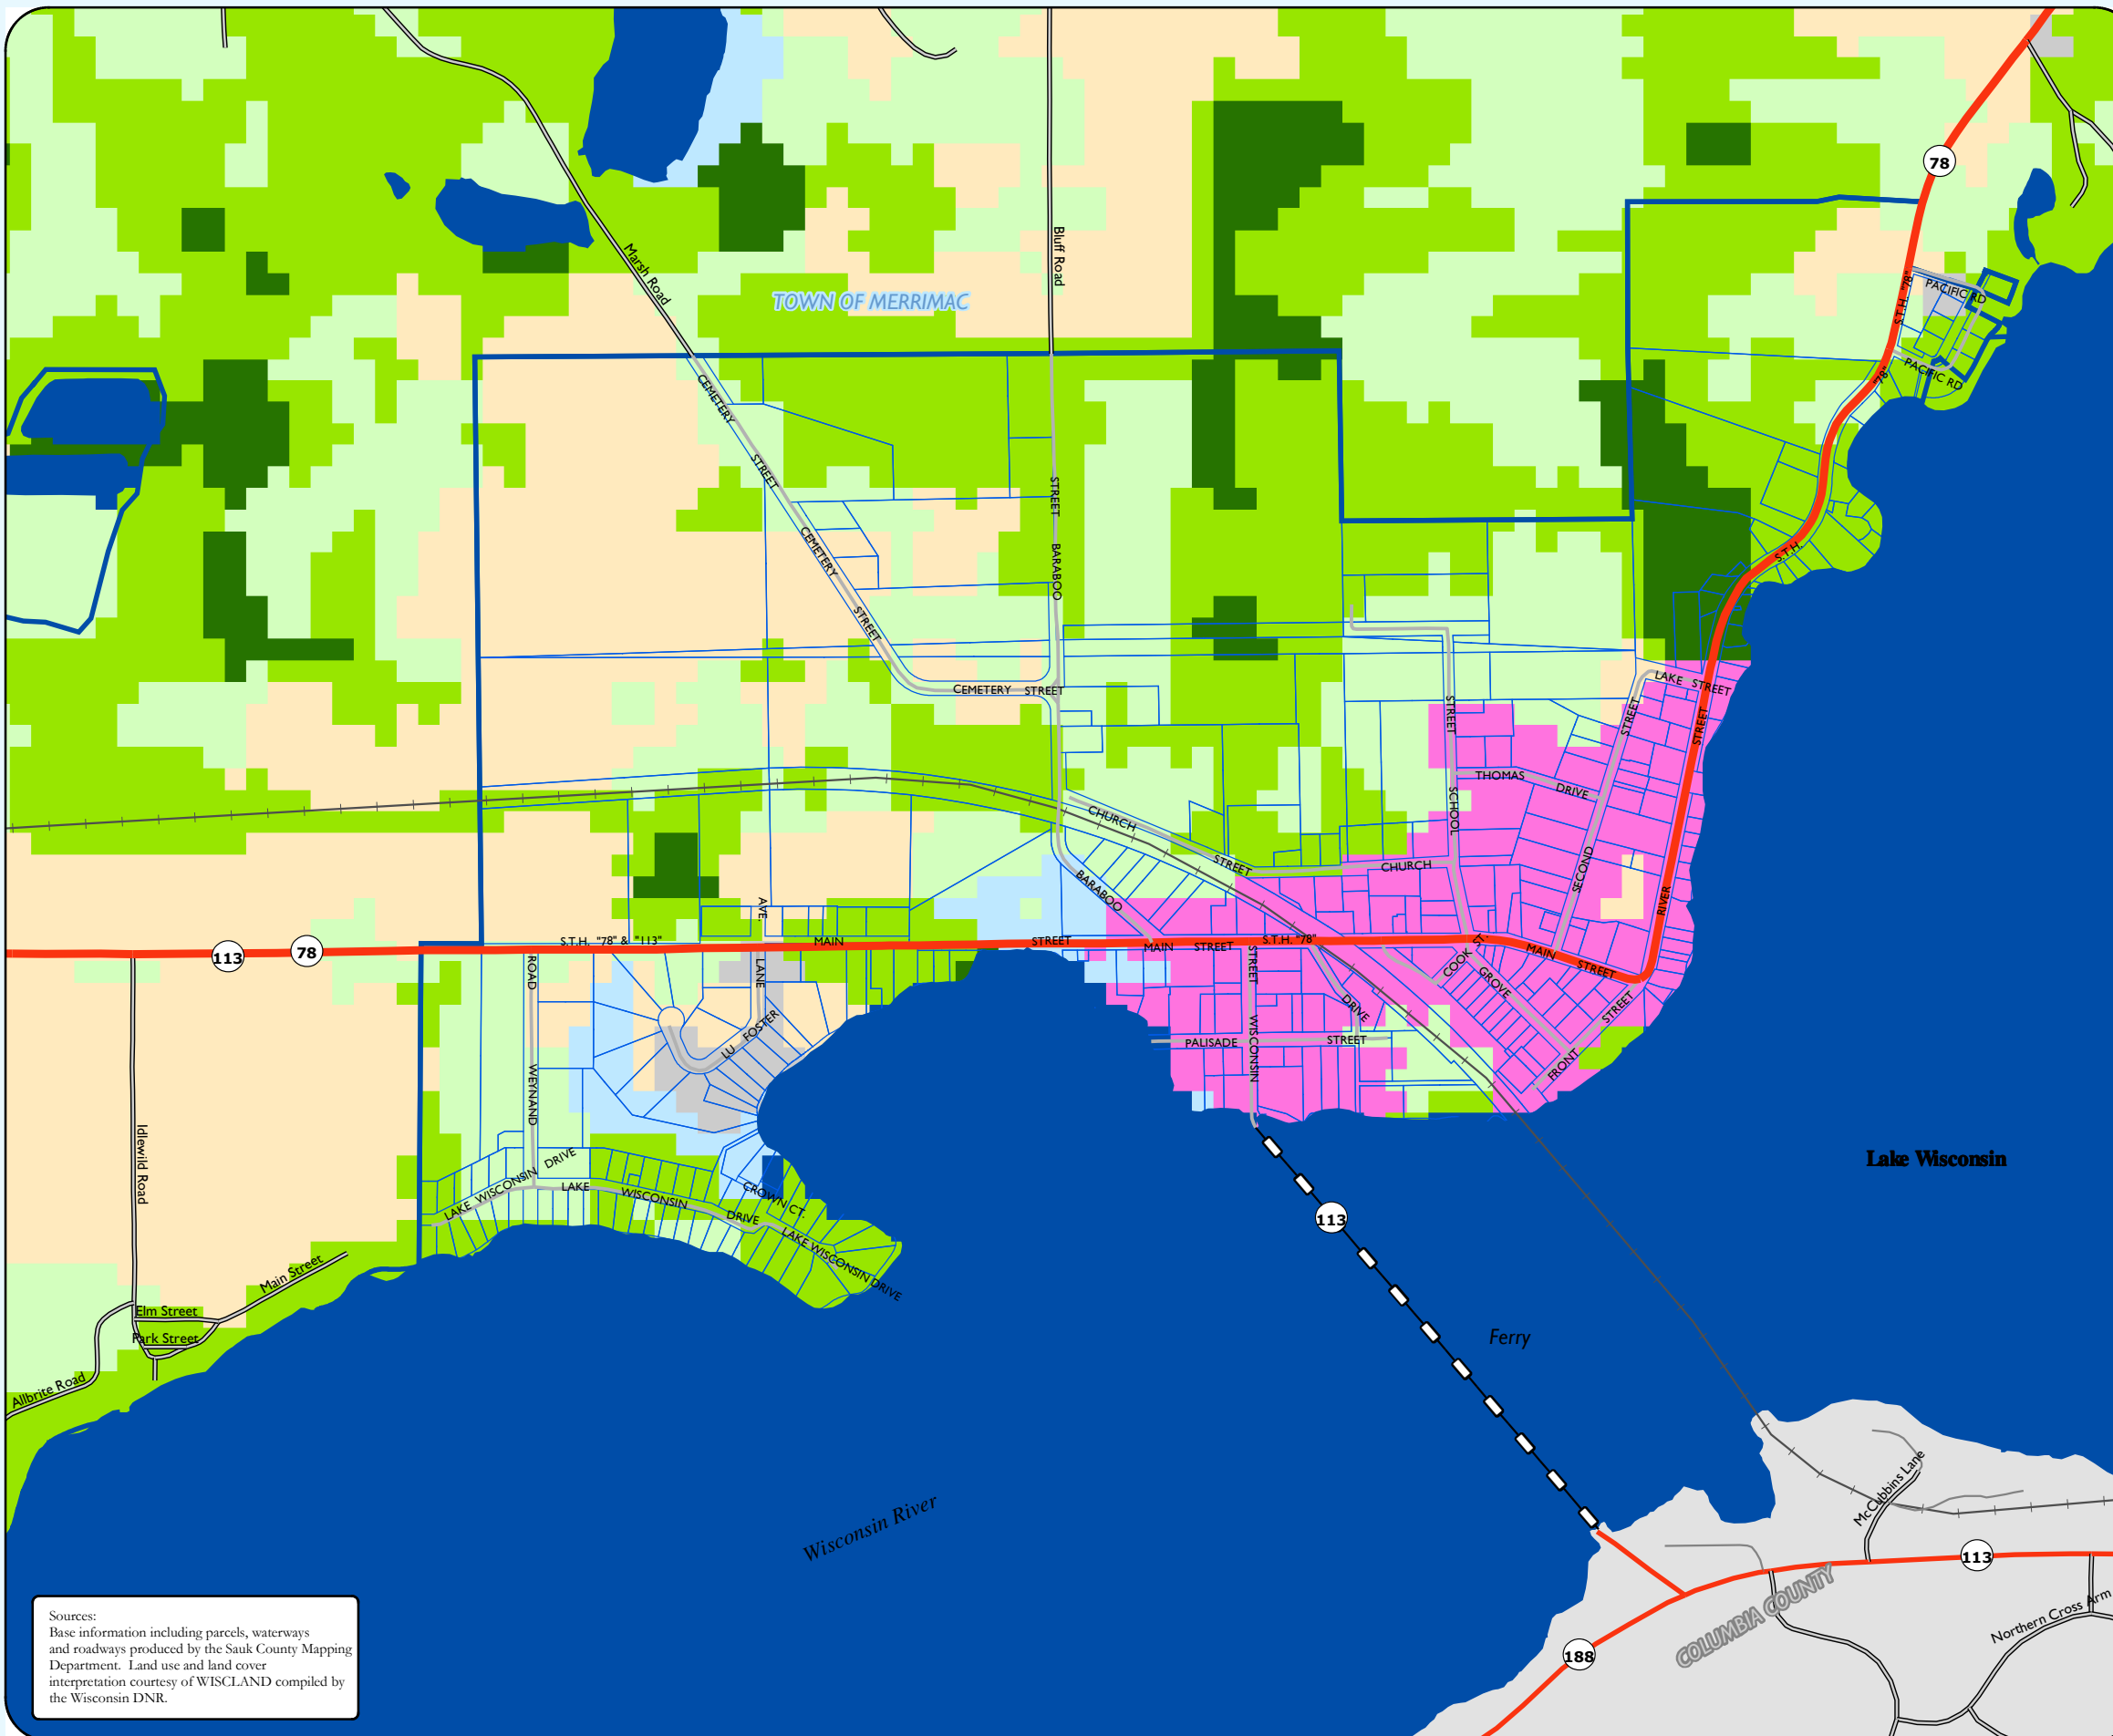 78
Marsh Road
Bluff Road
TOWN OF MERRIMAC
S.T.H. "78"
PACIFIC RD
PACIFIC RD
"78"
CEMETERY
STREET
STREET
CEMETERY
BARABOO
S.T.H.
STREET
CEMETERY STREET
LAKE STREET
STREET
STREET
STREET
THOMAS
DRIVE
SCHOOL
CHURCH
STREET
CHURCH
SECOND
RIVER
BARABOO
AVE.
113
78
S.T.H. "78" & "113"
MAIN
STREET
MAIN STREET
S.T.H. "78"
COOK ST.
MAIN
STREET
GROVE
ROAD
LANE
STREET
DRIVE
STREET
LU FOSTER
PALISADE
WISCONSIN
STREET
FRONT
WEYNAND
Idlewild Road
LAKE WISCONSIN DRIVE
LAKE WISCONSIN
DRIVE
CROWN CT.
LAKE WISCONSIN DRIVE
Lake Wisconsin
113
Main Street
Elm Street
Park Street
Allbrite Road
Ferry
Wisconsin River
McCubbins Lane
113
COLUMBIA COUNTY
Northern Cross Arm
188
Sources:
Base information including parcels, waterways
and roadways produced by the Sauk County Mapping
Department. Land use and land cover
interpretation courtesy of WISCLAND compiled by
the Wisconsin DNR.